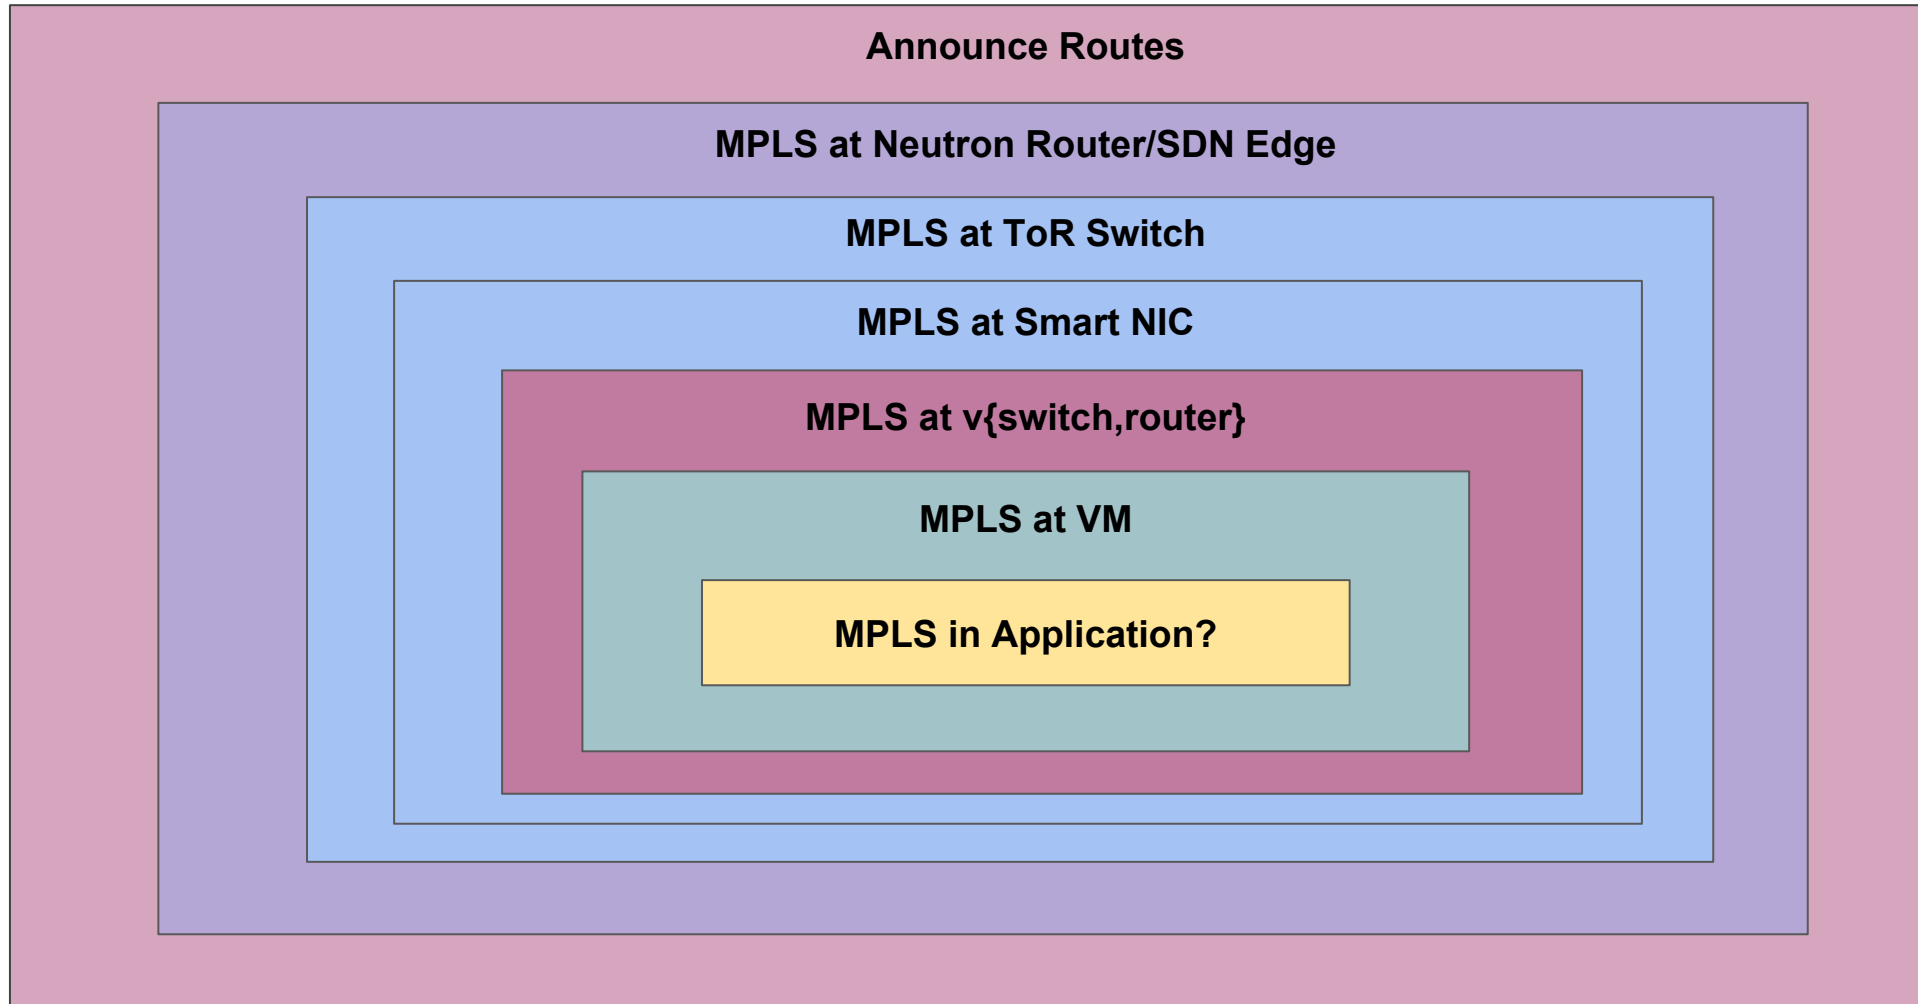 Announce Routes
MPLS at Neutron Router/SDN Edge
MPLS at ToR Switch
MPLS at Smart NIC
MPLS at v{switch,router}
MPLS at VM
MPLS in Application?